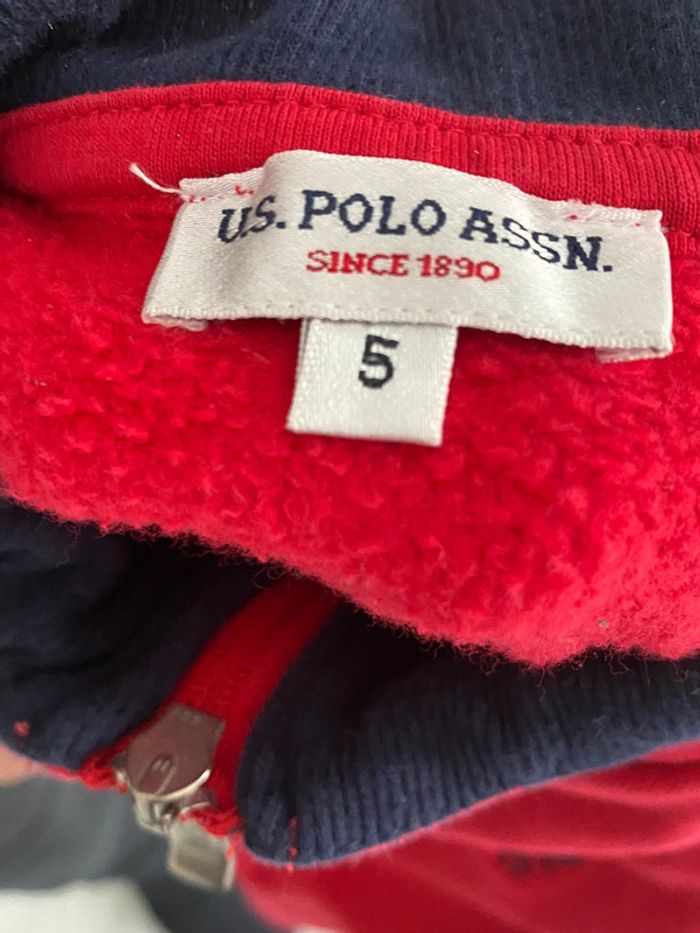 U.S. POLO ASSN.
SINCE 1890
5